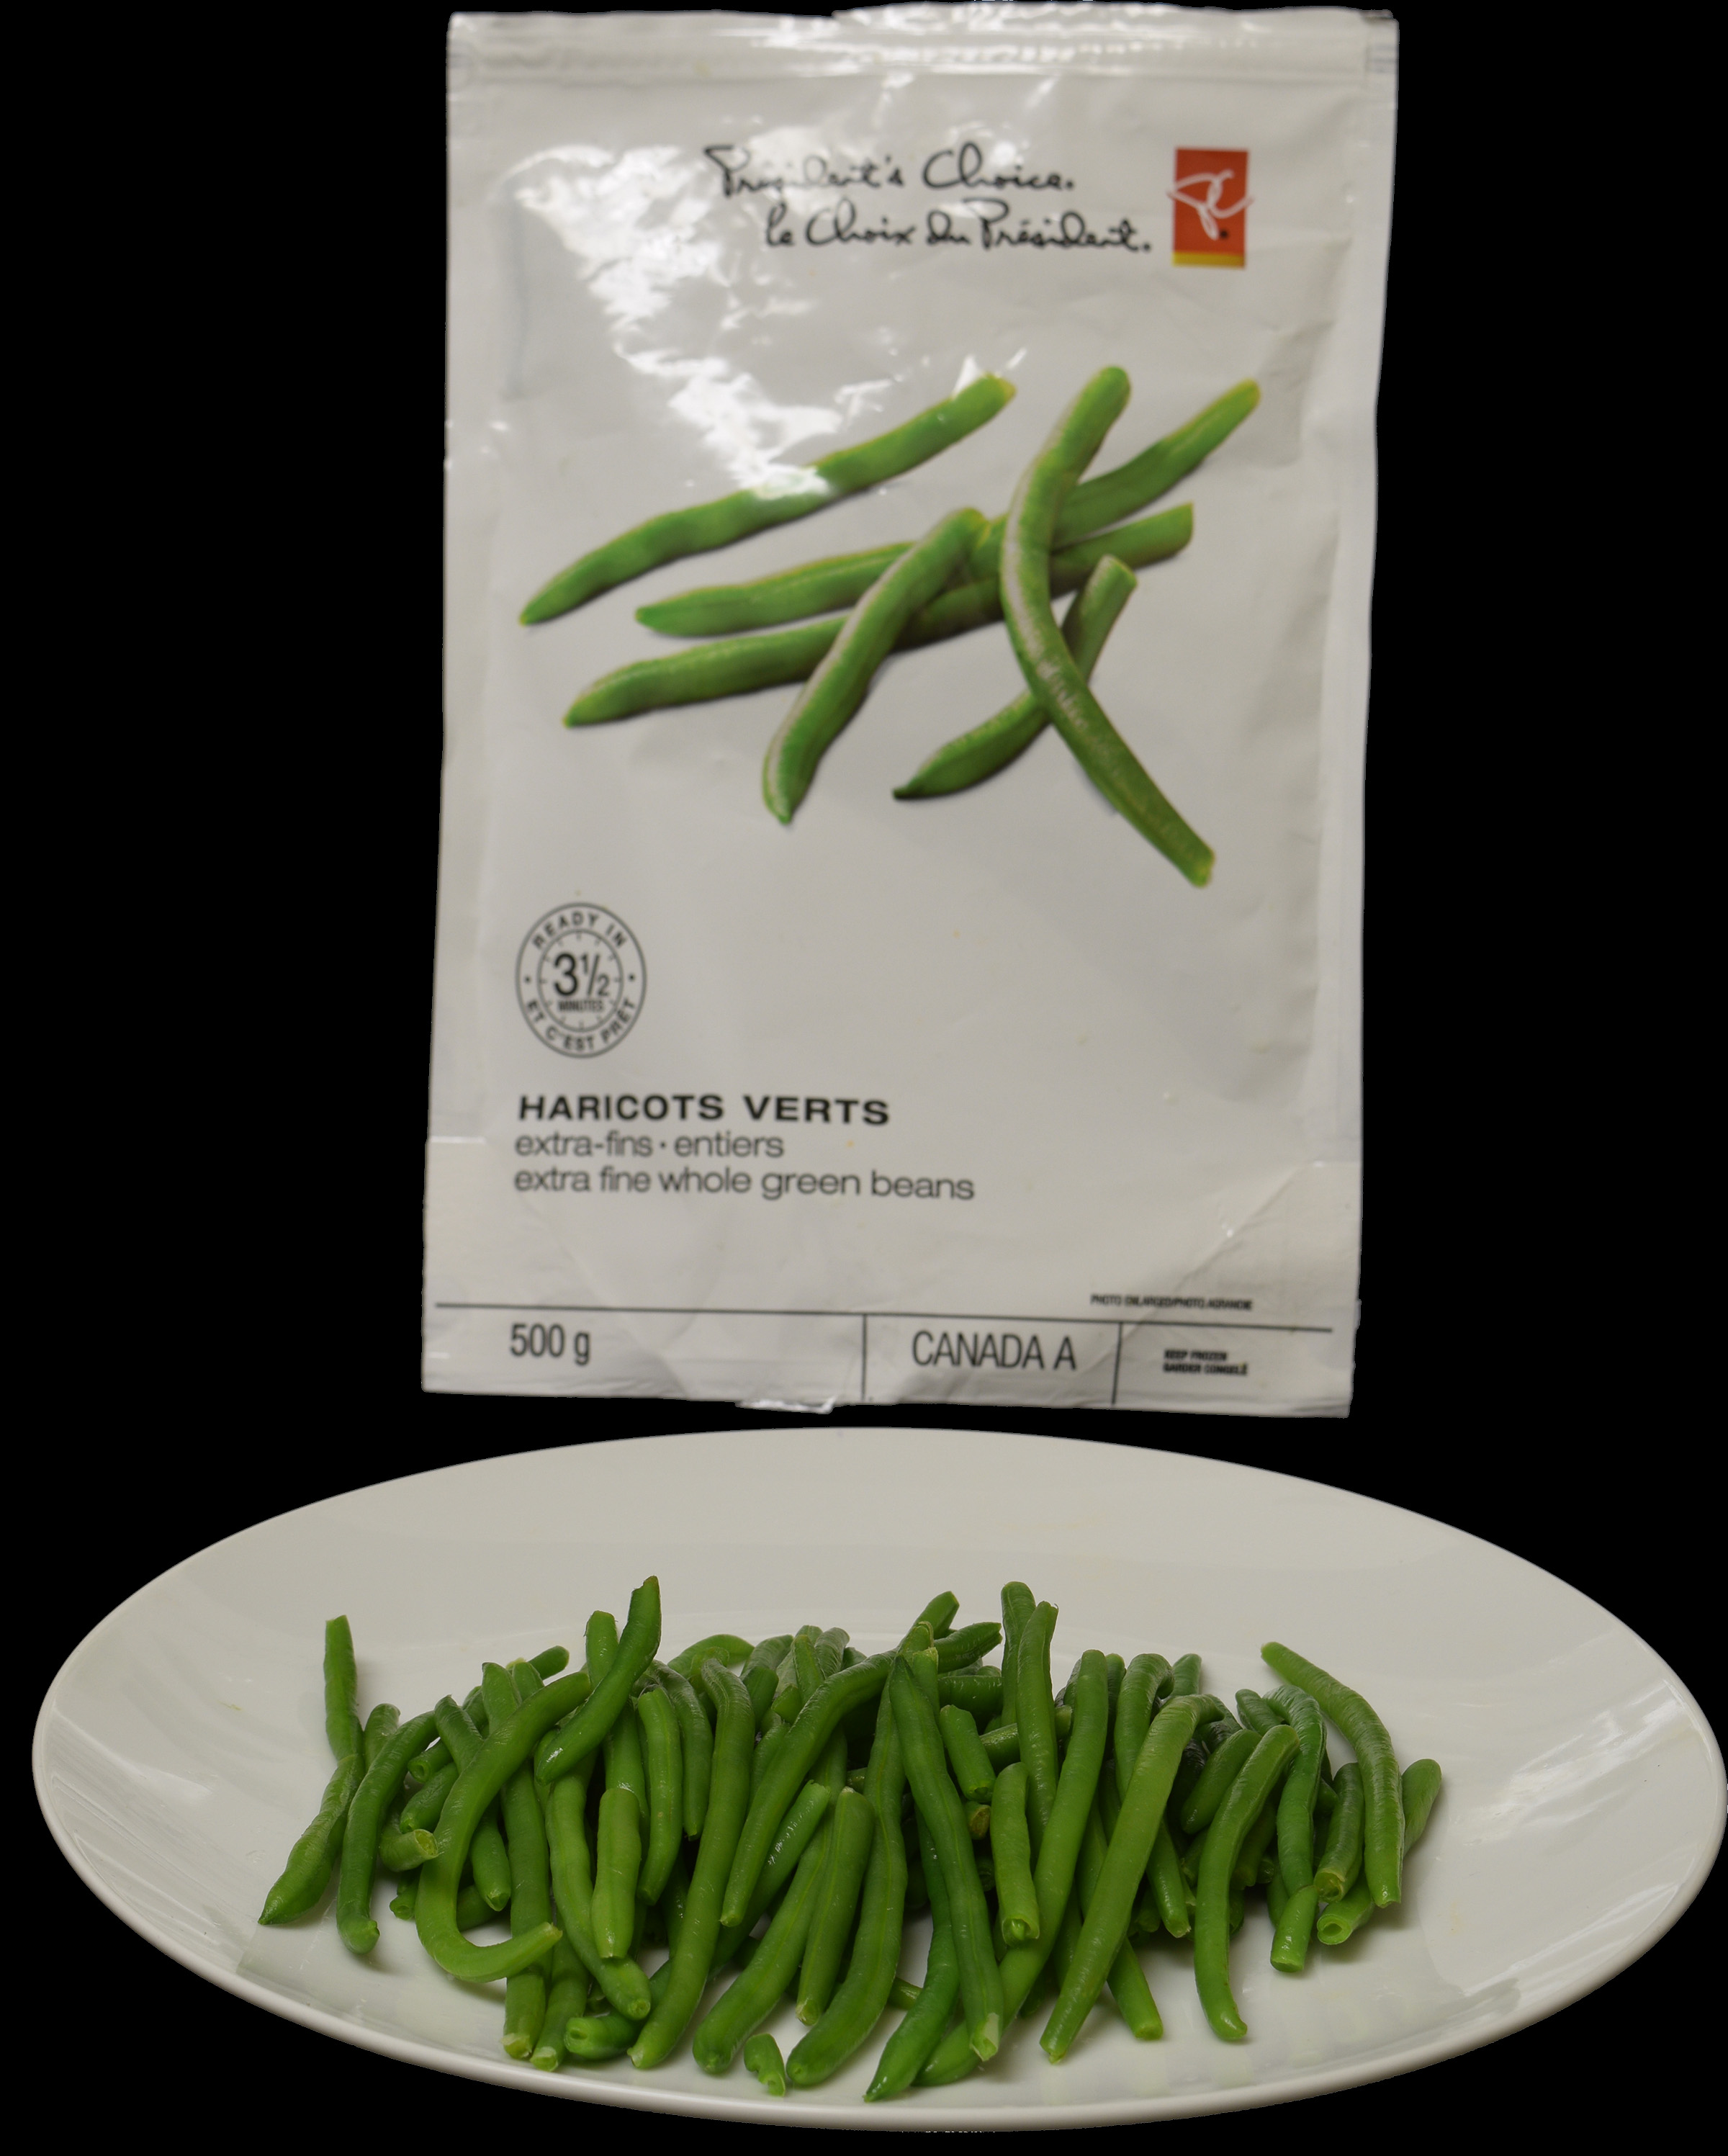 President's Choice.
le Choix du Président.
READY IN
3½
MINUTES
ET C'EST PRÊT
HARICOTS VERTS
extra-fins · entiers
extra fine whole green beans
PHOTO ENLARGED/PHOTO AGRANDIE
500 g
CANADA A
KEEP FROZEN
GARDER CONGELÉ